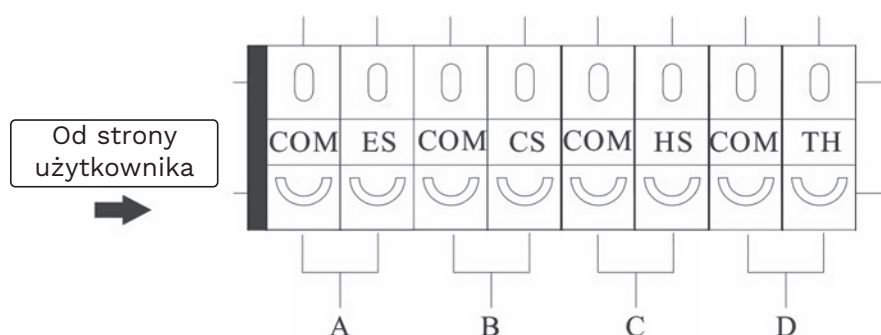 Od strony
użytkownika
COM ES COM CS COM HS COM TH
A B C D